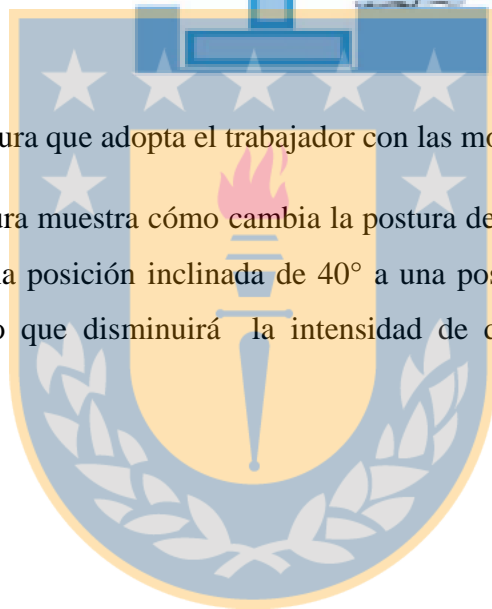 ura que adopta el trabajador con las mo
ura muestra cómo cambia la postura de
a posición inclinada de 40° a una pos
o que disminuirá la intensidad de